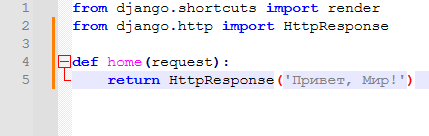 1 from django.shortcuts import render
2 from django.http import HttpResponse
3
4 def home(request):
5 return HttpResponse('Привет, Мир!')